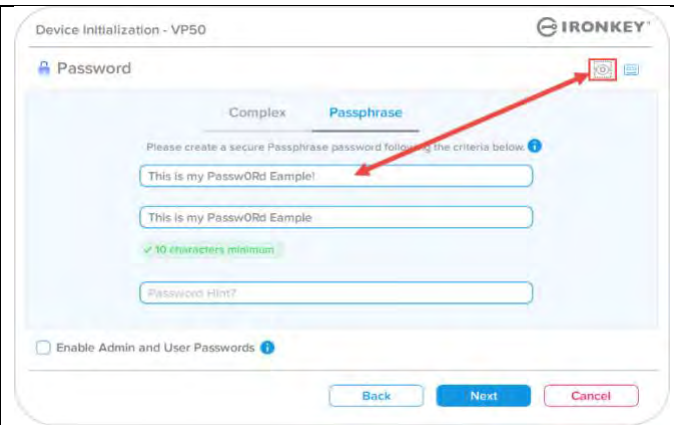 Device Initialization - VP50
IRONKEY
Password
Complex Passphrase
Please create a secure Passphrase password following the criteria below.
This is my Passw0Rd Eample!
This is my Passw0Rd Eample
✓ 10 characters minimum
Password Hint?
Enable Admin and User Passwords
Back Next Cancel